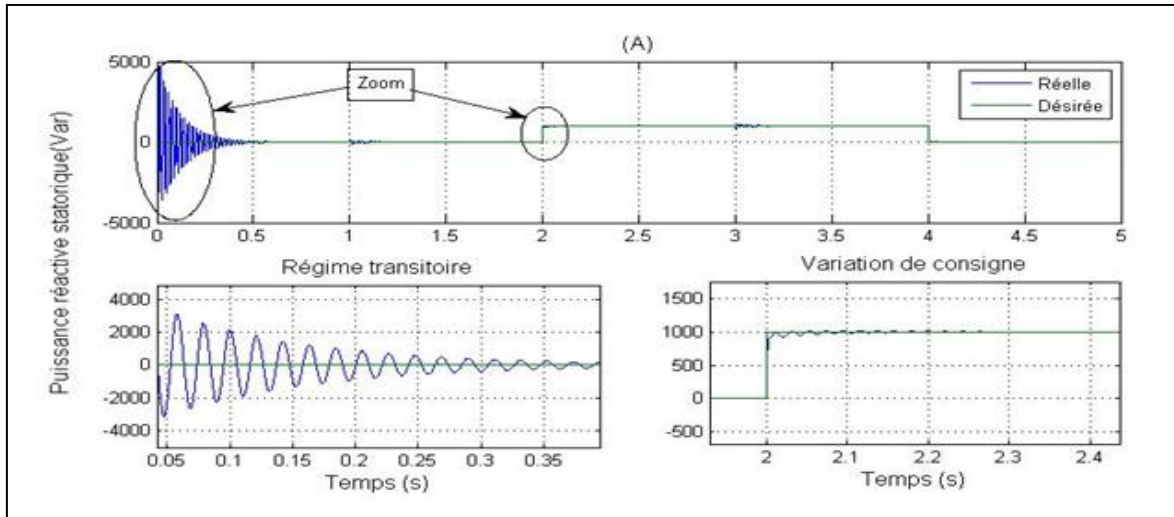 (A)
Puissance réactive statorique(Var)
5000
0
-5000
Zoom
Réelle
Désirée
0 0.5 1 1.5 2 2.5 3 3.5 4 4.5 5
Régime transitoire
4000
2000
0
-2000
-4000
0.05 0.1 0.15 0.2 0.25 0.3 0.35
Temps (s)
Variation de consigne
1500
1000
500
0
-500
2 2.1 2.2 2.3 2.4
Temps (s)